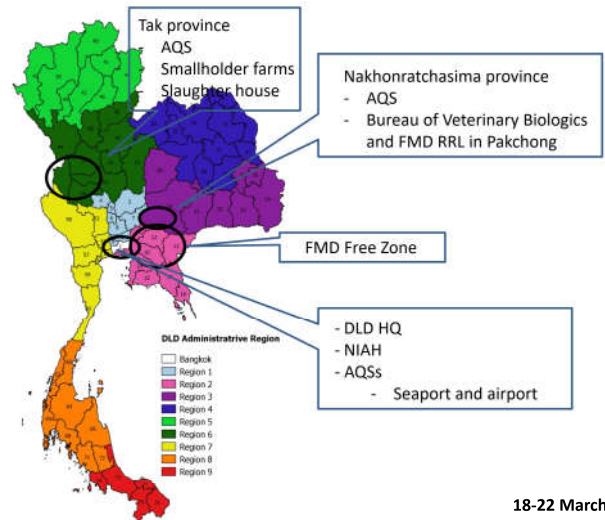 Tak province
AQS
Smallholder farms
- Slaughter house
Nakhonratchasima province
- AQS
- Bureau of Veterinary Biologics
and FMD RRL in Pakchong
FMD Free Zone
- DLD HQ
- NIAH
- AQSs
- Seaport and airport
DLD Administratrive Region
Bangkok
Region 1
Region 2
Region 3
Region 4
Region 5
Region 6
Region 7
Region 8
Region 9
18-22 March